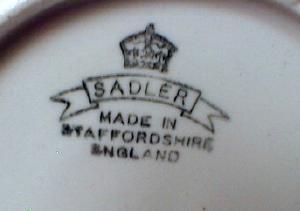 SADLER
MADE IN
STAFFORDSHIRE
ENGLAND